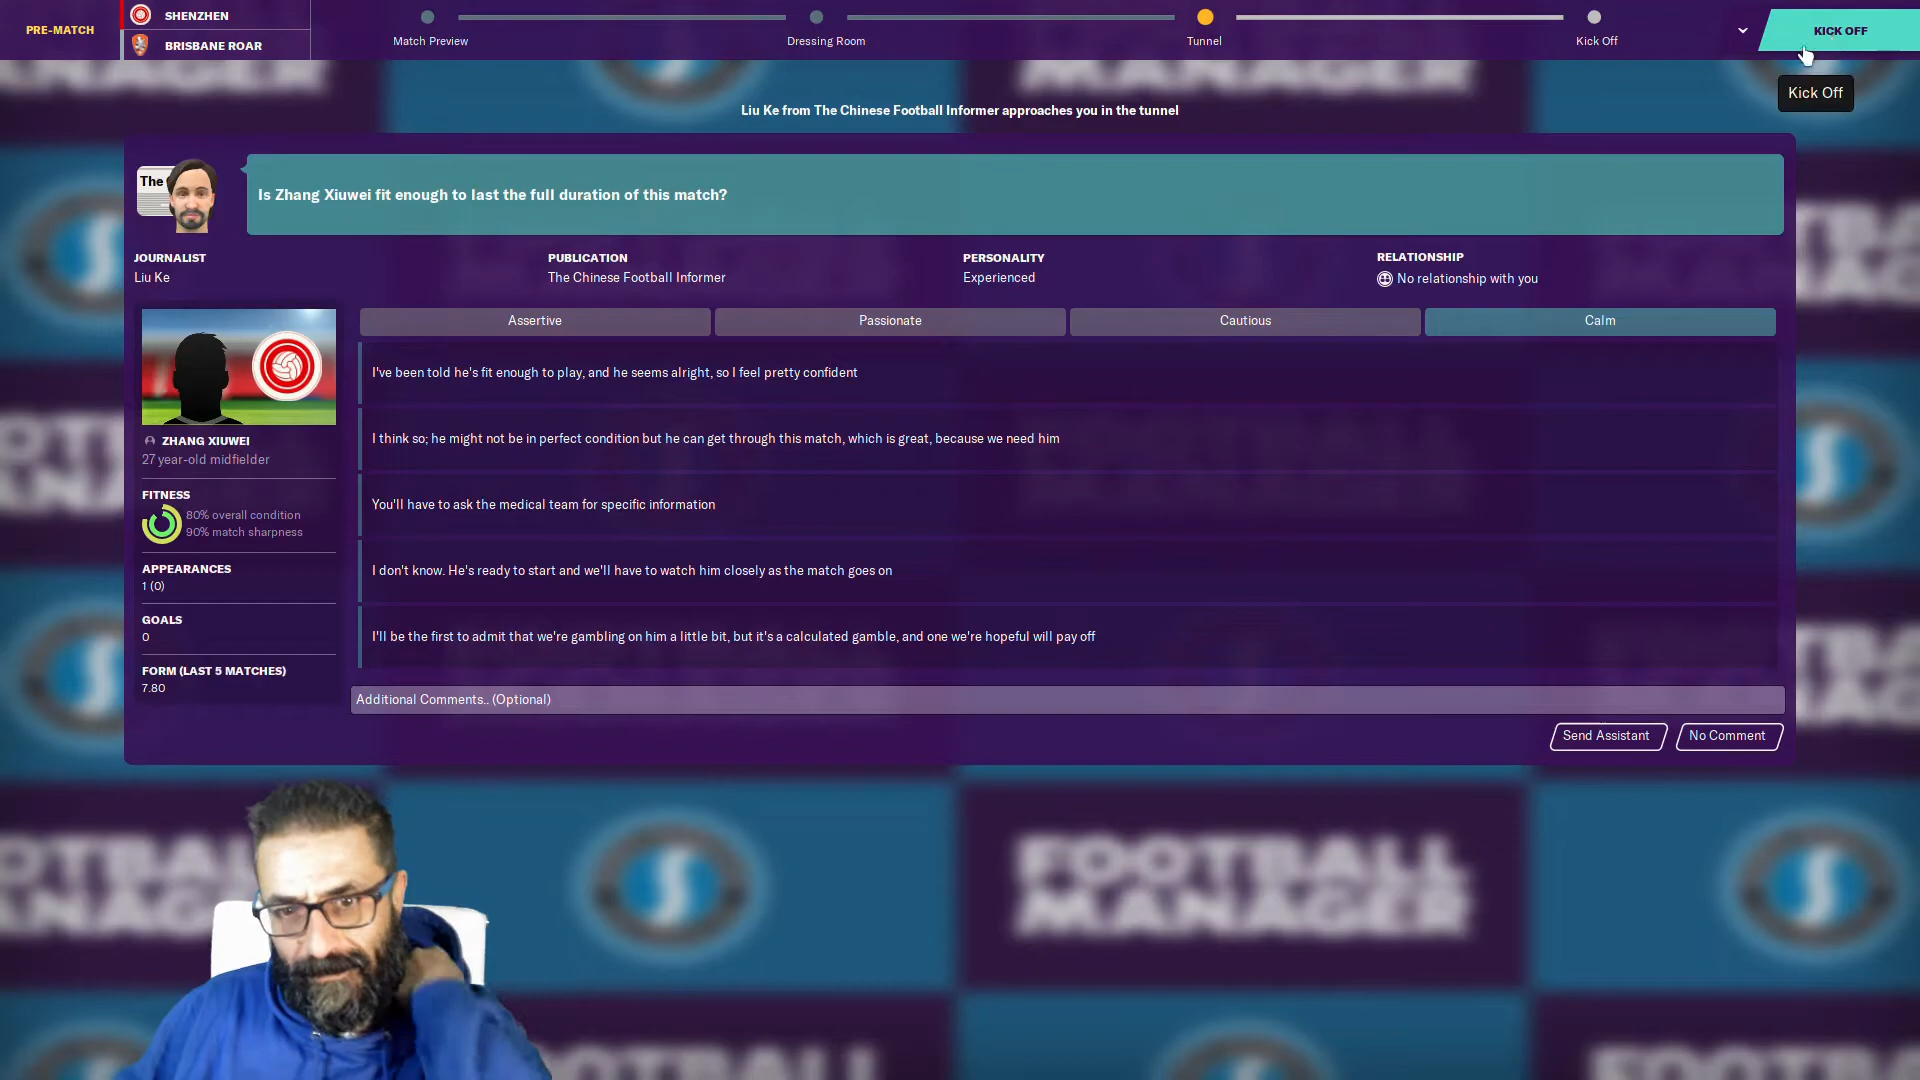 PRE-MATCH
SHENZHEN
BRISBANE ROAR
Match Preview
Dressing Room
Tunnel
Kick Off
KICK OFF
Kick Off
Liu Ke from The Chinese Football Informer approaches you in the tunnel
The
Is Zhang Xiuwei fit enough to last the full duration of this match?
JOURNALIST
Liu Ke
PUBLICATION
The Chinese Football Informer
PERSONALITY
Experienced
RELATIONSHIP
No relationship with you
Assertive
Passionate
Cautious
Calm
I've been told he's fit enough to play, and he seems alright, so I feel pretty confident
I think so; he might not be in perfect condition but he can get through this match, which is great, because we need him
You'll have to ask the medical team for specific information
I don't know. He's ready to start and we'll have to watch him closely as the match goes on
I'll be the first to admit that we're gambling on him a little bit, but it's a calculated gamble, and one we're hopeful will pay off
ZHANG XIUWEI
27 year-old midfielder
FITNESS
80% overall condition
90% match sharpness
APPEARANCES
1 (0)
GOALS
0
FORM (LAST 5 MATCHES)
7.80
Additional Comments.. (Optional)
Send Assistant
No Comment
FOOTBALL
MANAGER